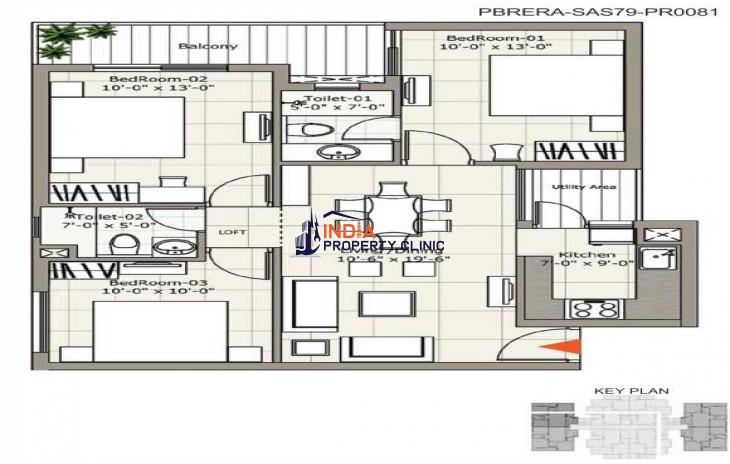 PBRERA-SAS79-PR0081
Balcony
BedRoom-01
10'-0" x 13'-0"
BedRoom-02
10'-0" x 13'-0"
Toilet-01
5'-0" x 7'-0"
Utility Area
Toilet-02
7'-0" x 5'-0"
LOFT
INDIA
PROPERTY CLINIC
Living/Dining
10'-6" x 19'-6"
Kitchen
7'-0" x 9'-0"
BedRoom-03
10'-0" x 10'-0"
KEY PLAN